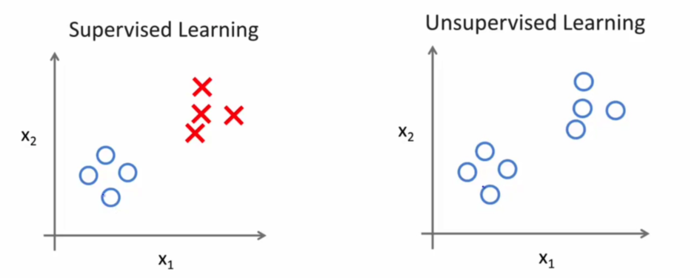 Supervised Learning
x₂
x₁
Unsupervised Learning
x₂
x₁